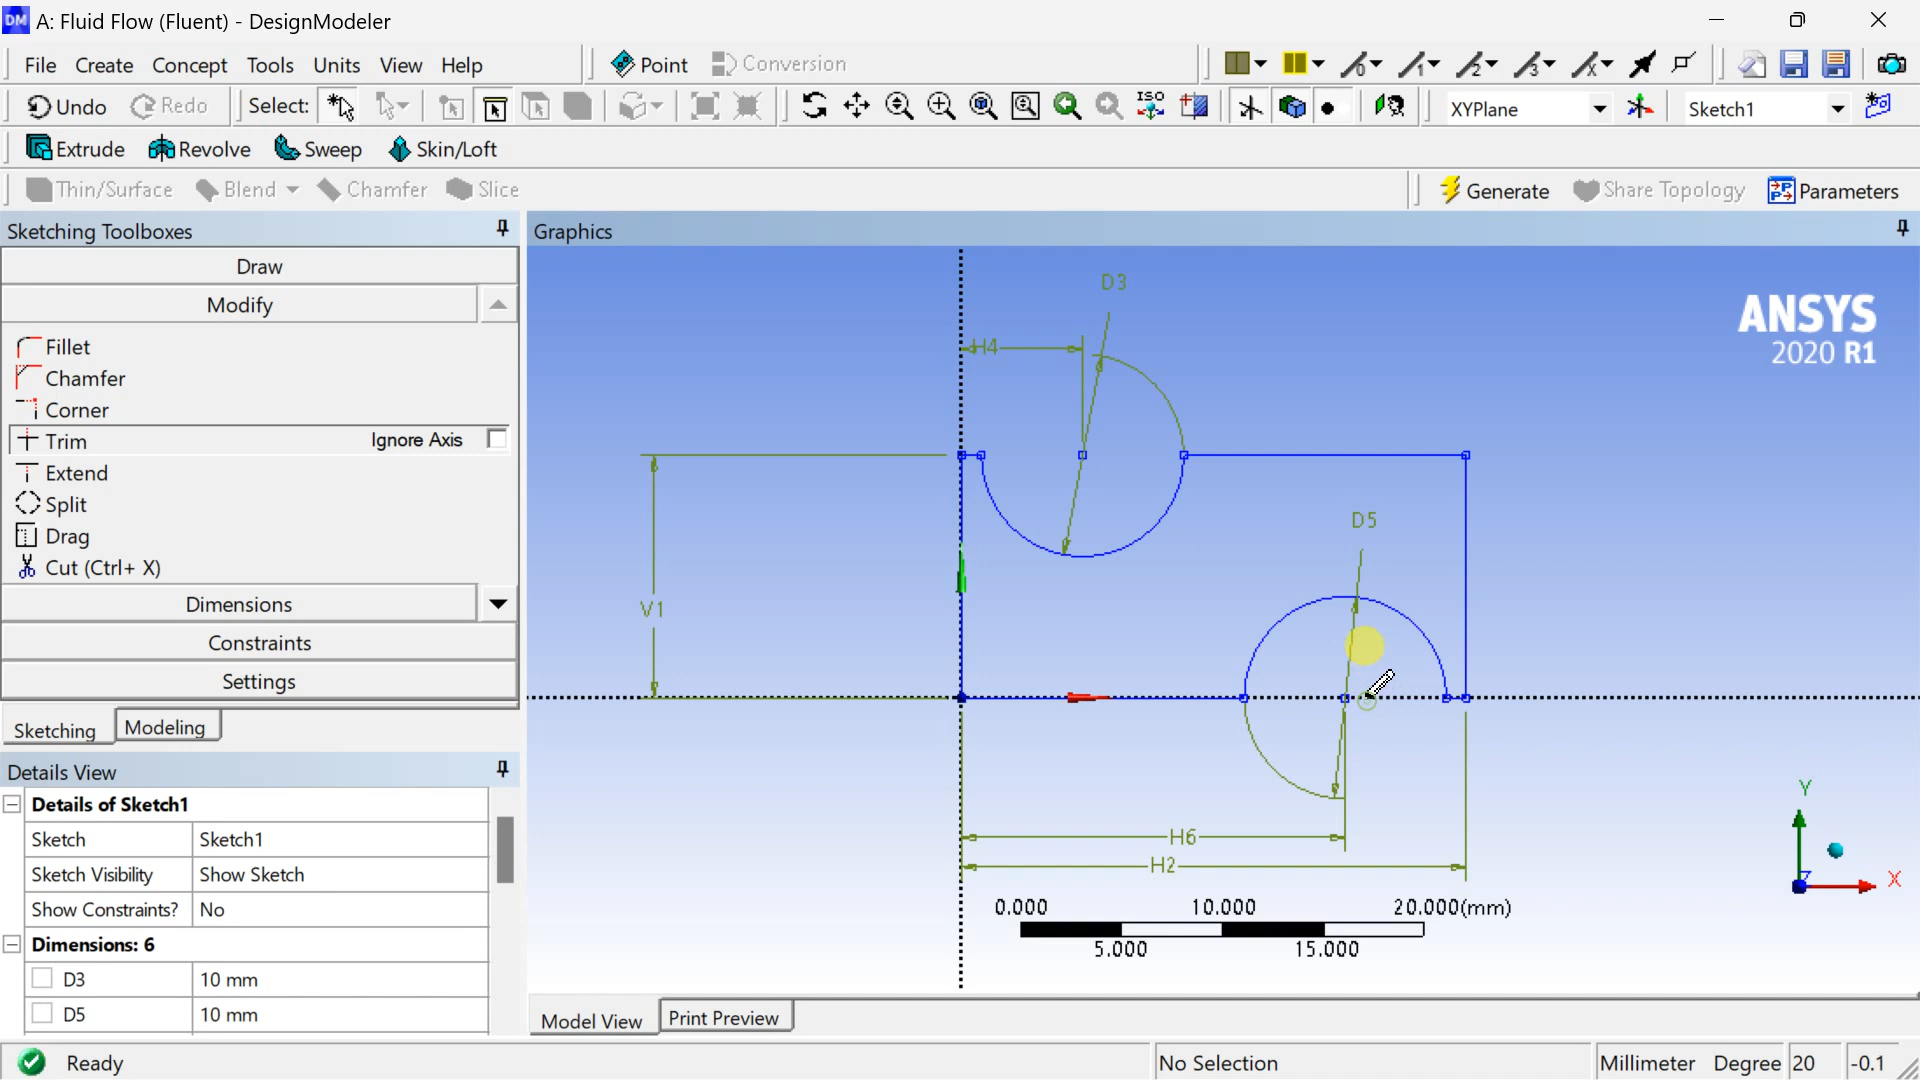 DM A: Fluid Flow (Fluent) - DesignModeler
File Create Concept Tools Units View Help Point Conversion
Undo Redo Select: ISO XYPlane Sketch1
Extrude Revolve Sweep Skin/Loft
Thin/Surface Blend Chamfer Slice Generate Share Topology Parameters
Sketching Toolboxes
Draw
Modify
Fillet
Chamfer
Corner
Trim Ignore Axis
Extend
Split
Drag
Cut (Ctrl+ X)
Dimensions
Constraints
Settings
Sketching Modeling
Details View
Details of Sketch1
Sketch Sketch1
Sketch Visibility Show Sketch
Show Constraints? No
Dimensions: 6
D3 10 mm
D5 10 mm
Graphics
ANSYS
2020 R1
D3
H4
D5
V1
H6
H2
0.000 10.000 20.000(mm)
5.000 15.000
Y
Z
X
Model View Print Preview
Ready No Selection Millimeter Degree 20 -0.1